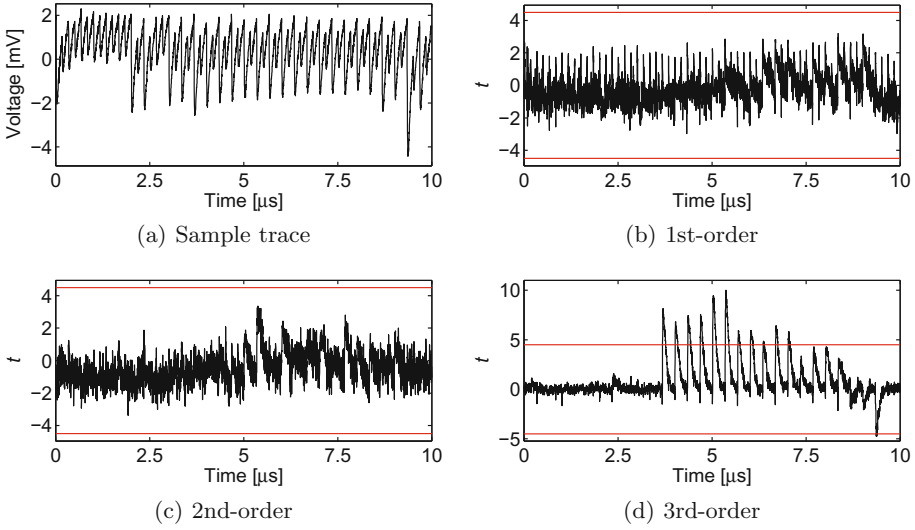 2
0
−2
−4
Voltage [mV]
0 2.5 5 7.5 10
Time [µs]
(a) Sample trace
4
2
0
−2
−4
t
0 2.5 5 7.5 10
Time [µs]
(b) 1st-order
4
2
0
−2
−4
t
0 2.5 5 7.5 10
Time [µs]
(c) 2nd-order
10
5
0
−5
t
0 2.5 5 7.5 10
Time [µs]
(d) 3rd-order